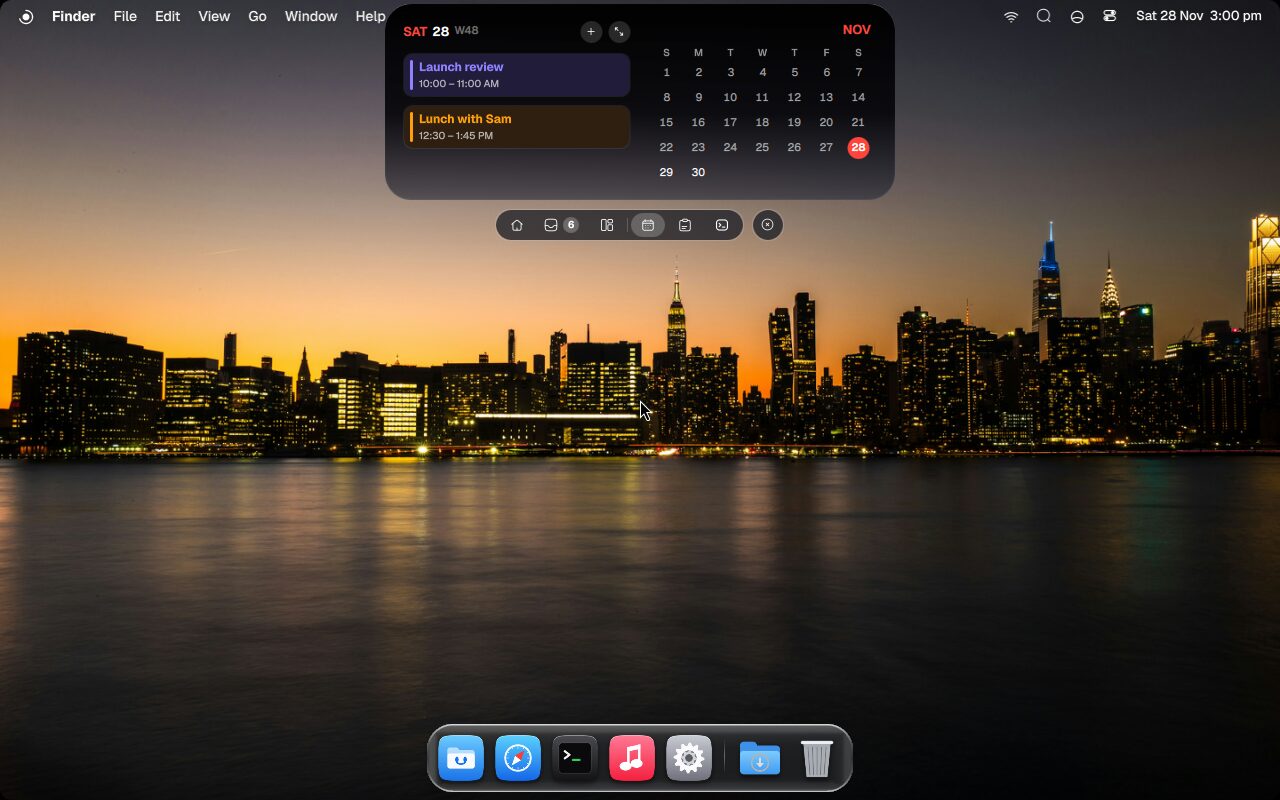 Finder File Edit View Go Window Help
Sat 28 Nov 3:00 pm
SAT 28 W48
Launch review
10:00 – 11:00 AM
Lunch with Sam
12:30 – 1:45 PM
NOV
S M T W T F S
1 2 3 4 5 6 7
8 9 10 11 12 13 14
15 16 17 18 19 20 21
22 23 24 25 26 27 28
29 30
6